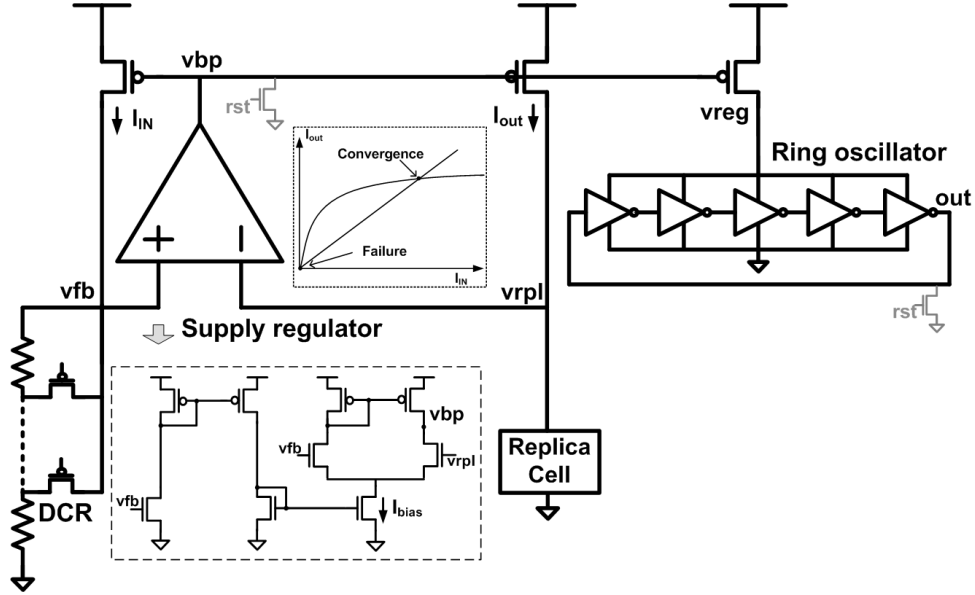 vbp
rst
I_IN
I_out
vreg
Ring oscillator
out
I_out
Convergence
Failure
I_IN
+
−
vfb
vrpl
rst
Supply regulator
vbp
vfb
vrpl
vfb
I_bias
DCR
Replica
Cell